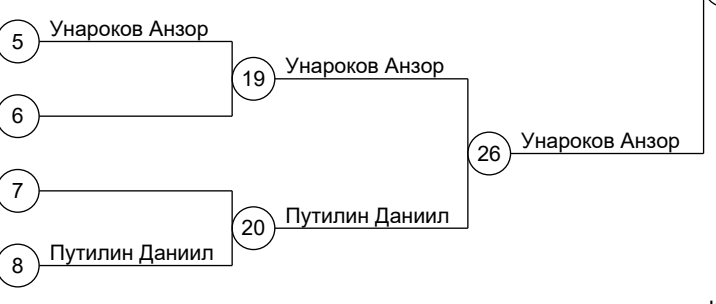 5 Унароков Анзор
19 Унароков Анзор
6
26 Унароков Анзор
7
20 Путилин Даниил
8 Путилин Даниил